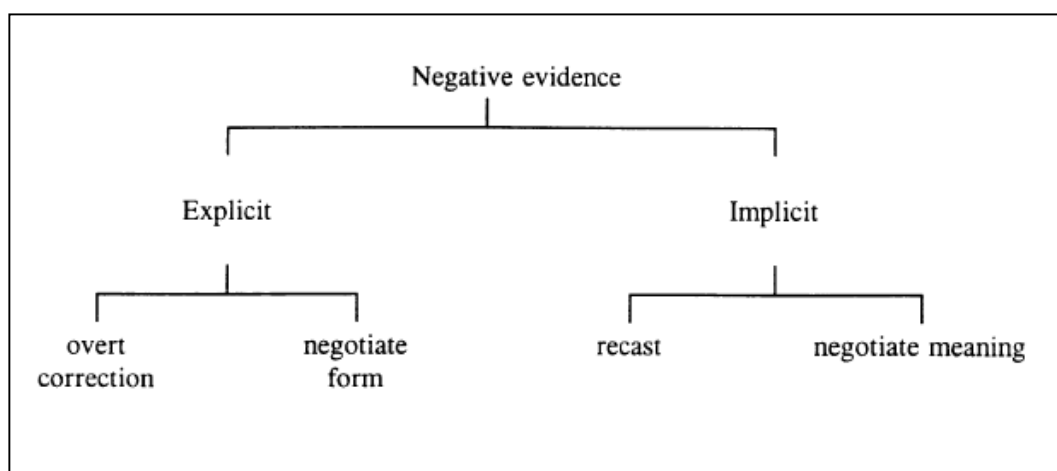 Negative evidence
Explicit
Implicit
overt
correction
negotiate
form
recast
negotiate meaning